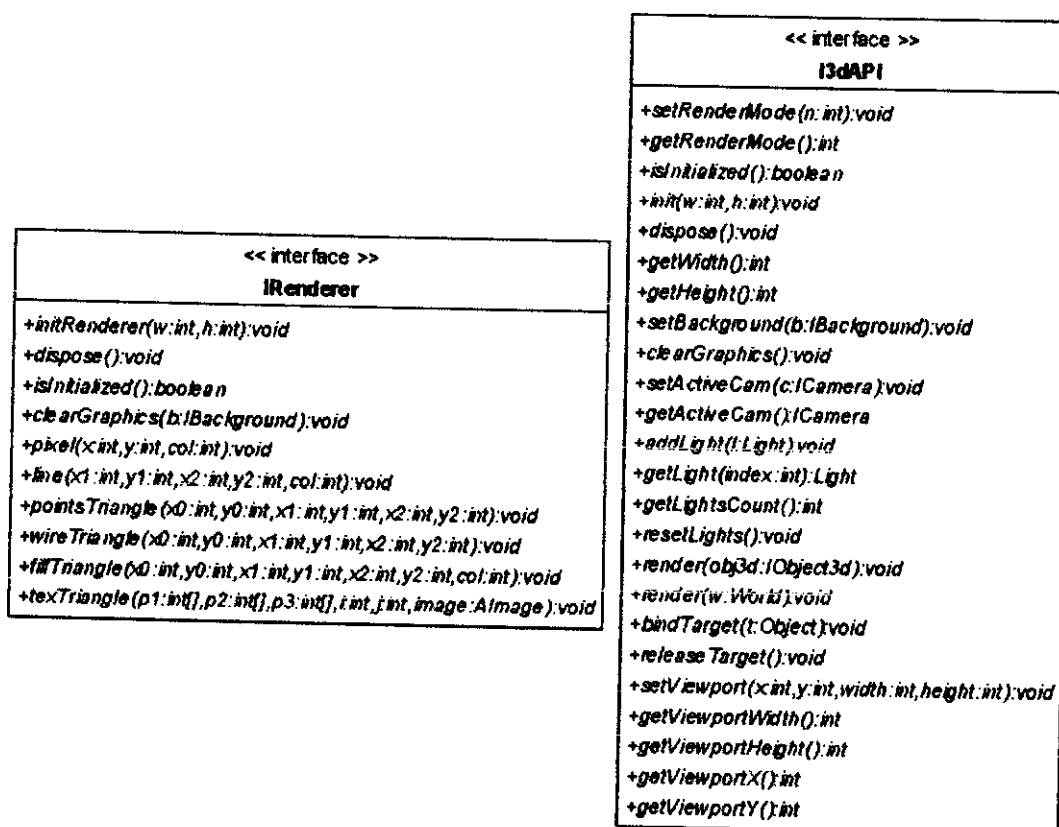 << interface >>
IRenderer
+initRenderer(w:int,h:int):void
+dispose():void
+isInitialized():boolean
+clearGraphics(b:IBackground):void
+pixel(x:int,y:int,col:int):void
+line(x1:int,y1:int,x2:int,y2:int,col:int):void
+pointsTriangle(x0:int,y0:int,x1:int,y1:int,x2:int,y2:int):void
+wireTriangle(x0:int,y0:int,x1:int,y1:int,x2:int,y2:int):void
+fillTriangle(x0:int,y0:int,x1:int,y1:int,x2:int,y2:int,col:int):void
+texTriangle(p1:int[],p2:int[],p3:int[],i:int,j:int,image:AImage):void
<< interface >>
I3dAPI
+setRenderMode(n:int):void
+getRenderMode():int
+isInitialized():boolean
+init(w:int,h:int):void
+dispose():void
+getWidth():int
+getHeight():int
+setBackground(b:IBackground):void
+clearGraphics():void
+setActiveCam(c:ICamera):void
+getActiveCam():ICamera
+addLight(l:Light):void
+getLight(index:int):Light
+getLightsCount():int
+resetLights():void
+render(obj3d:IObject3d):void
+render(w:World):void
+bindTarget(t:Object):void
+releaseTarget():void
+setViewport(x:int,y:int,width:int,height:int):void
+getViewportWidth():int
+getViewportHeight():int
+getViewportX():int
+getViewportY():int